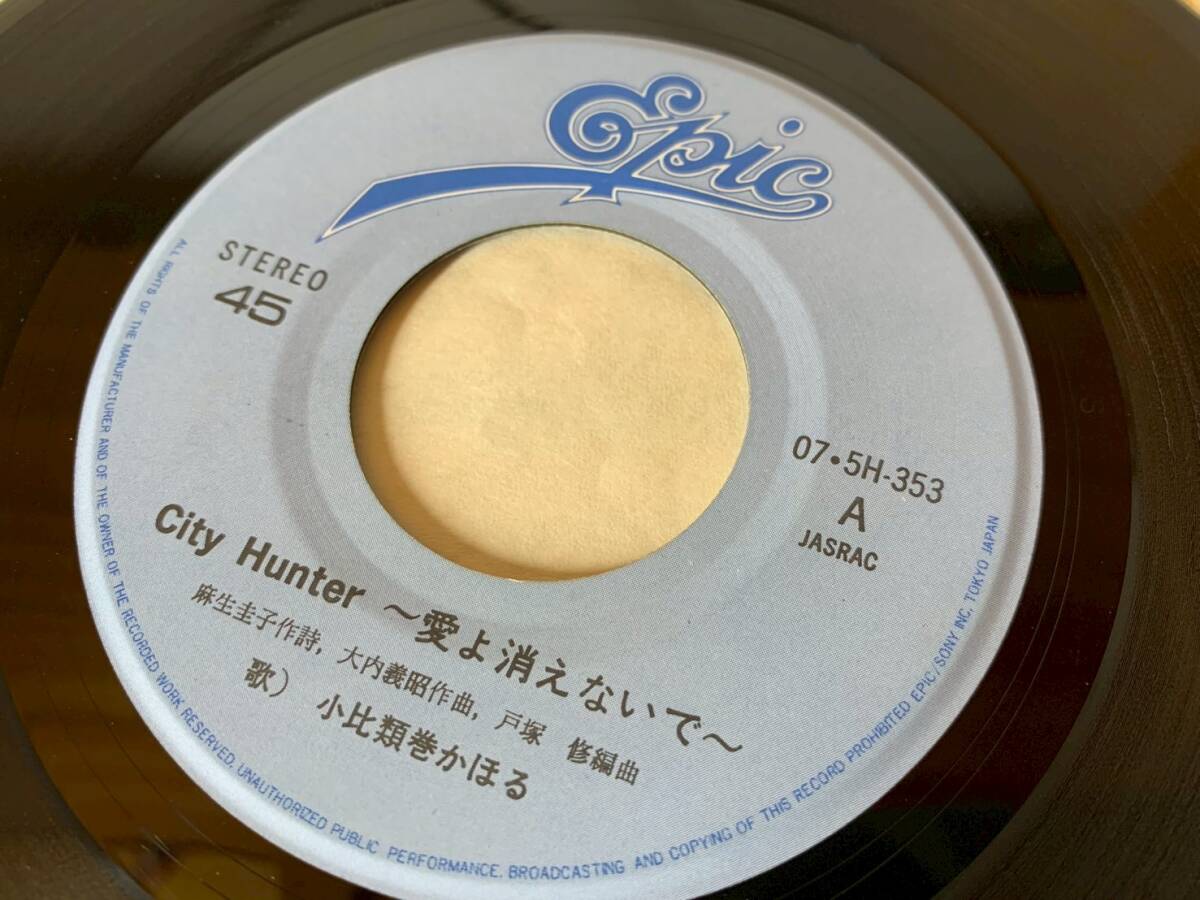 Epic
STEREO
45
07・5H-353
A
JASRAC
City Hunter 〜愛よ消えないで〜
麻生圭子作詩, 大内義昭作曲, 戸塚 修編曲
歌) 小比類巻かほる
ALL RIGHTS OF THE MANUFACTURER AND OF THE OWNER OF THE RECORDED WORK RESERVED. UNAUTHORIZED PUBLIC PERFORMANCE. BROADCASTING AND COPYING OF THIS RECORD PROHIBITED EPIC/SONY INC. TOKYO JAPAN